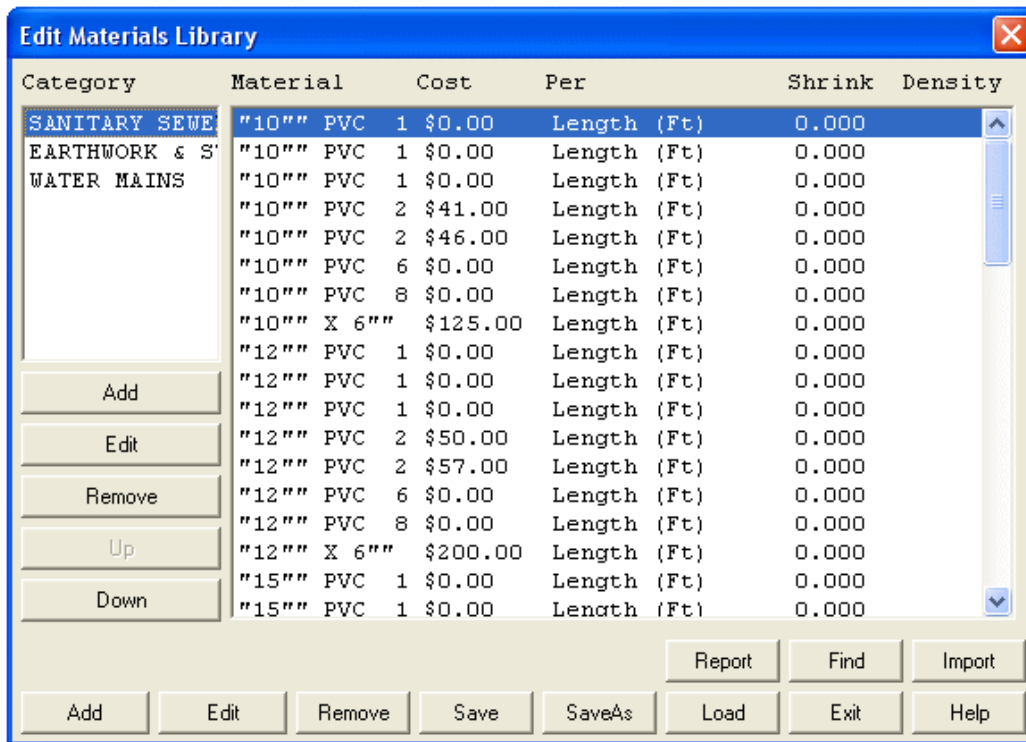 Edit Materials Library
Category Material Cost Per Shrink Density
SANITARY SEWE "10"" PVC 1 $0.00 Length (Ft) 0.000
EARTHWORK & S "10"" PVC 1 $0.00 Length (Ft) 0.000
WATER MAINS "10"" PVC 1 $0.00 Length (Ft) 0.000
"10"" PVC 2 $41.00 Length (Ft) 0.000
"10"" PVC 2 $46.00 Length (Ft) 0.000
"10"" PVC 6 $0.00 Length (Ft) 0.000
"10"" PVC 8 $0.00 Length (Ft) 0.000
"10"" X 6"" $125.00 Length (Ft) 0.000
"12"" PVC 1 $0.00 Length (Ft) 0.000
"12"" PVC 1 $0.00 Length (Ft) 0.000
"12"" PVC 1 $0.00 Length (Ft) 0.000
"12"" PVC 2 $50.00 Length (Ft) 0.000
"12"" PVC 2 $57.00 Length (Ft) 0.000
"12"" PVC 6 $0.00 Length (Ft) 0.000
"12"" PVC 8 $0.00 Length (Ft) 0.000
"12"" X 6"" $200.00 Length (Ft) 0.000
"15"" PVC 1 $0.00 Length (Ft) 0.000
"15"" PVC 1 $0.00 Length (Ft) 0.000
Add
Edit
Remove
Up
Down
Report Find Import
Add Edit Remove Save SaveAs Load Exit Help